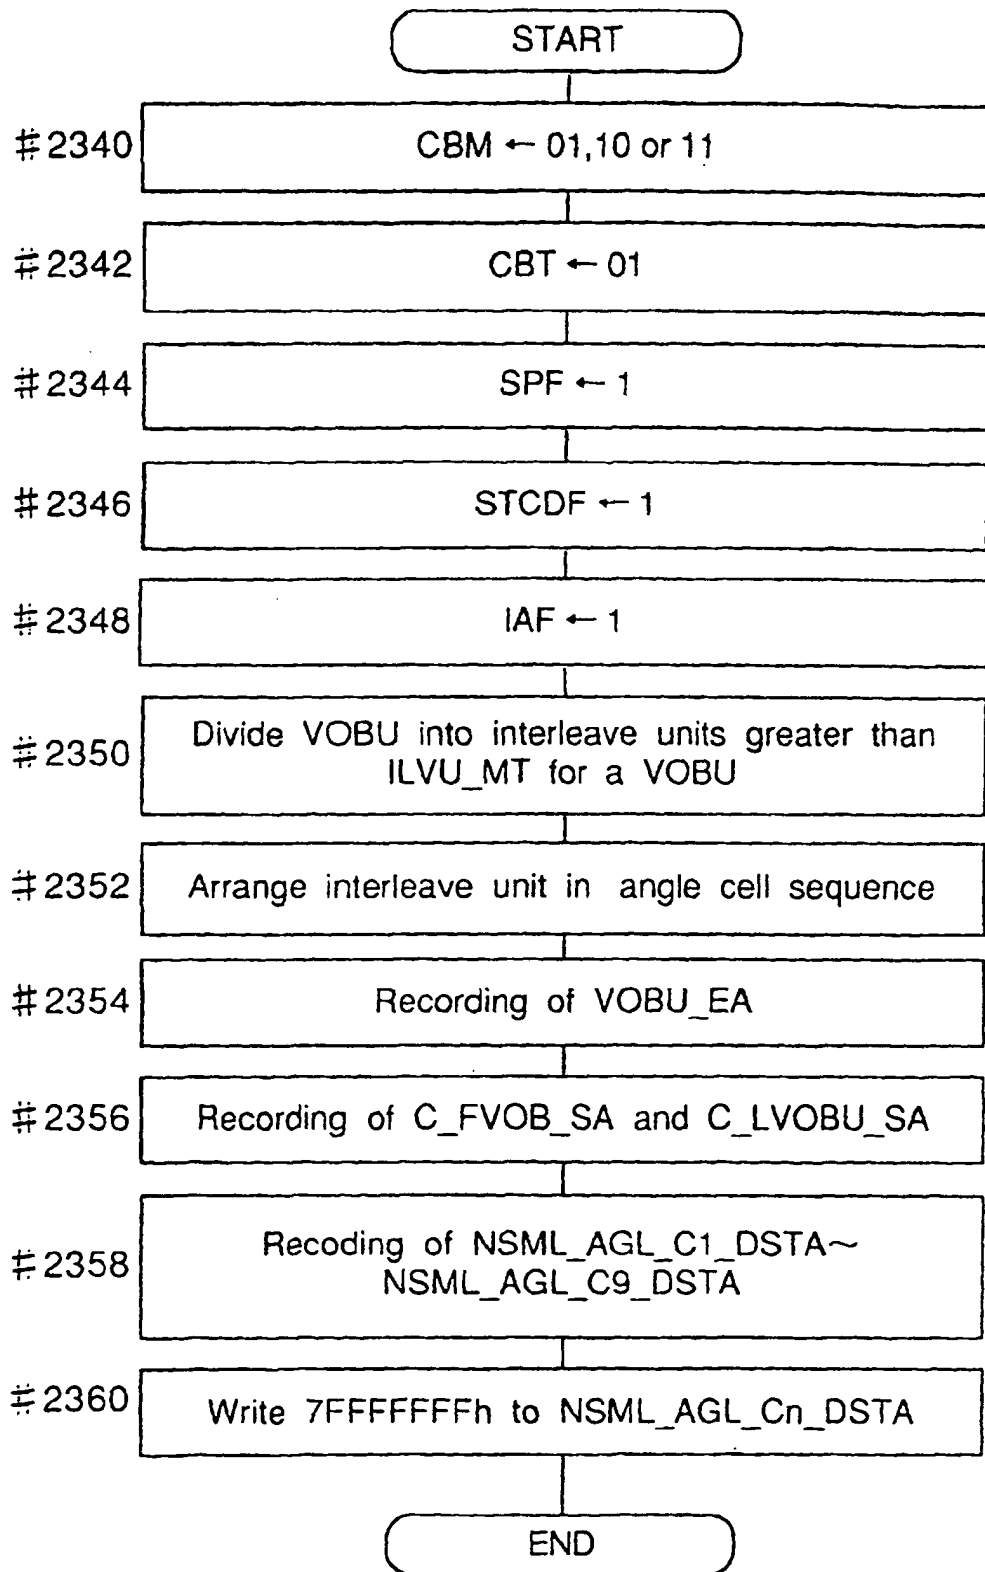 START
#2340 CBM ← 01,10 or 11
#2342 CBT ← 01
#2344 SPF ← 1
#2346 STCDF ← 1
#2348 IAF ← 1
#2350 Divide VOBU into interleave units greater than
ILVU_MT for a VOBU
#2352 Arrange interleave unit in angle cell sequence
#2354 Recording of VOBU_EA
#2356 Recording of C_FVOB_SA and C_LVOBU_SA
#2358 Recoding of NSML_AGL_C1_DSTA~
NSML_AGL_C9_DSTA
#2360 Write 7FFFFFFFh to NSML_AGL_Cn_DSTA
END